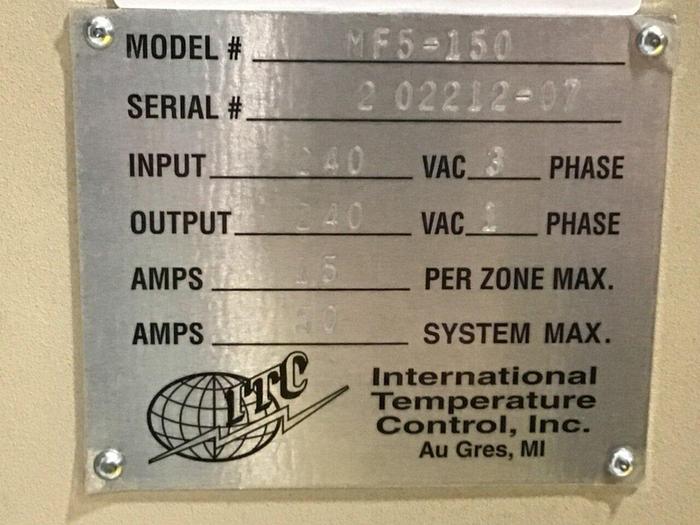 MODEL # MF5-150
SERIAL # 2 02212-07
INPUT 240 VAC 3 PHASE
OUTPUT 240 VAC 1 PHASE
AMPS 15 PER ZONE MAX.
AMPS SYSTEM MAX.
ITC
International
Temperature
Control, Inc.
Au Gres, MI